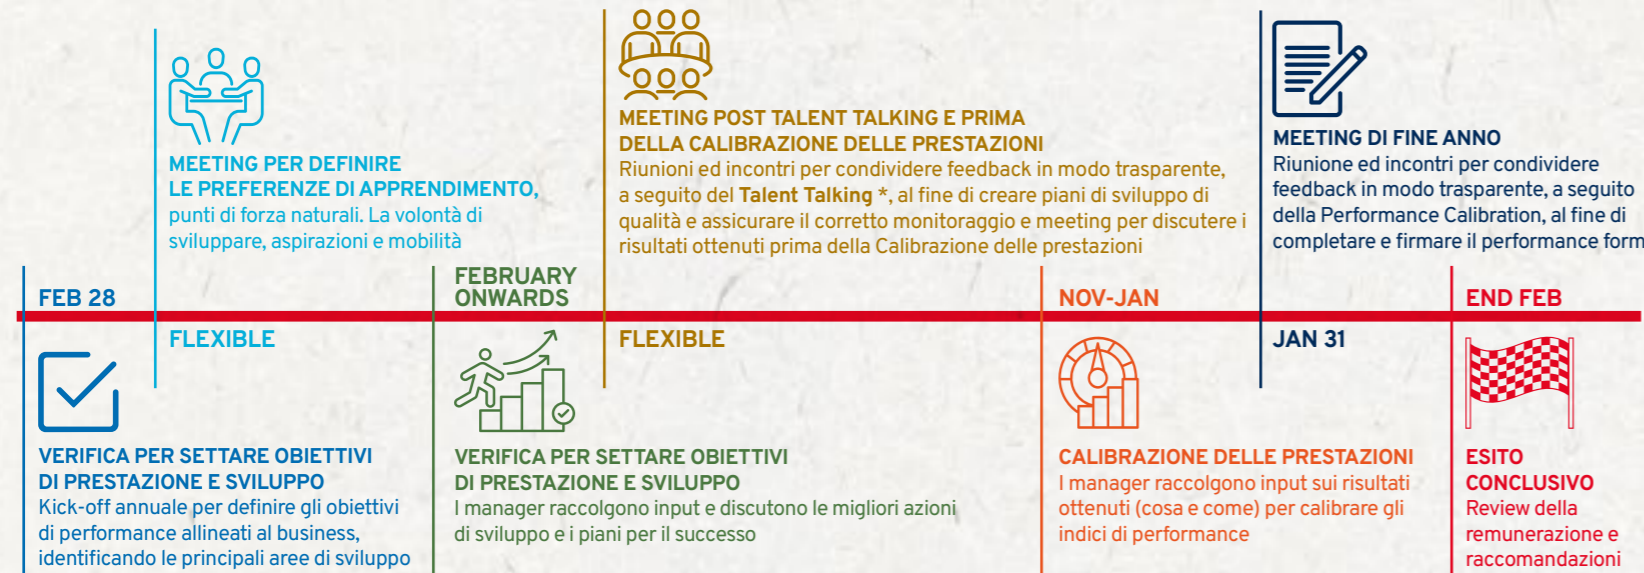 FEB 28
VERIFICA PER SETTARE OBIETTIVI
DI PRESTAZIONE E SVILUPPO
Kick-off annuale per definire gli obiettivi
di performance allineati al business,
identificando le principali aree di sviluppo
MEETING PER DEFINIRE
LE PREFERENZE DI APPRENDIMENTO,
punti di forza naturali. La volontà di
sviluppare, aspirazioni e mobilità
FLEXIBLE
FEBRUARY
ONWARDS
VERIFICA PER SETTARE OBIETTIVI
DI PRESTAZIONE E SVILUPPO
I manager raccolgono input e discutono le migliori azioni
di sviluppo e i piani per il successo
MEETING POST TALENT TALKING E PRIMA
DELLA CALIBRAZIONE DELLE PRESTAZIONI
Riunioni ed incontri per condividere feedback in modo trasparente,
a seguito del Talent Talking *, al fine di creare piani di sviluppo di
qualità e assicurare il corretto monitoraggio e meeting per discutere i
risultati ottenuti prima della Calibrazione delle prestazioni
FLEXIBLE
NOV-JAN
CALIBRAZIONE DELLE PRESTAZIONI
I manager raccolgono input sui risultati
ottenuti (cosa e come) per calibrare gli
indici di performance
MEETING DI FINE ANNO
Riunione ed incontri per condividere
feedback in modo trasparente, a seguito
della Performance Calibration, al fine di
completare e firmare il performance form
JAN 31
END FEB
ESITO
CONCLUSIVO
Review della
remunerazione e
raccomandazioni